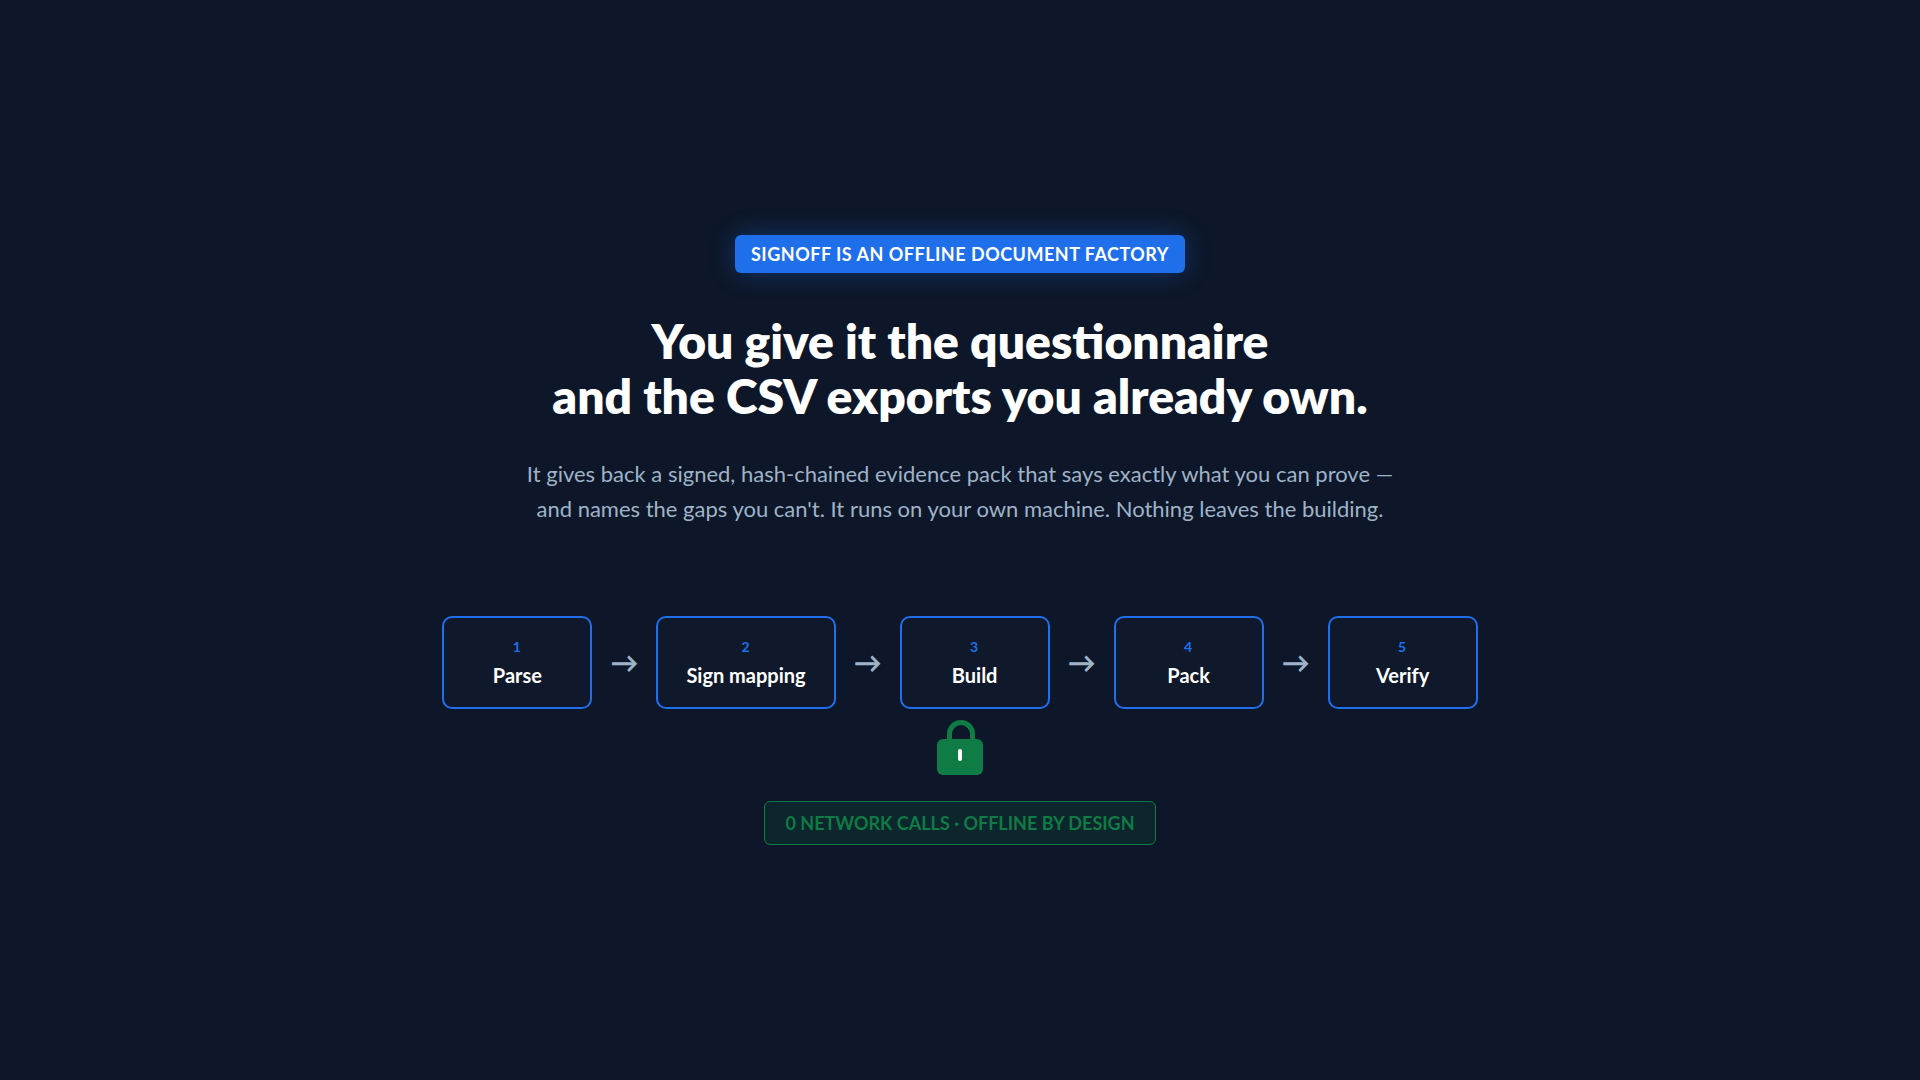 SIGNOFF IS AN OFFLINE DOCUMENT FACTORY
You give it the questionnaire
and the CSV exports you already own.
It gives back a signed, hash-chained evidence pack that says exactly what you can prove —
and names the gaps you can't. It runs on your own machine. Nothing leaves the building.
1
Parse
→
2
Sign mapping
→
3
Build
→
4
Pack
→
5
Verify
0 NETWORK CALLS · OFFLINE BY DESIGN